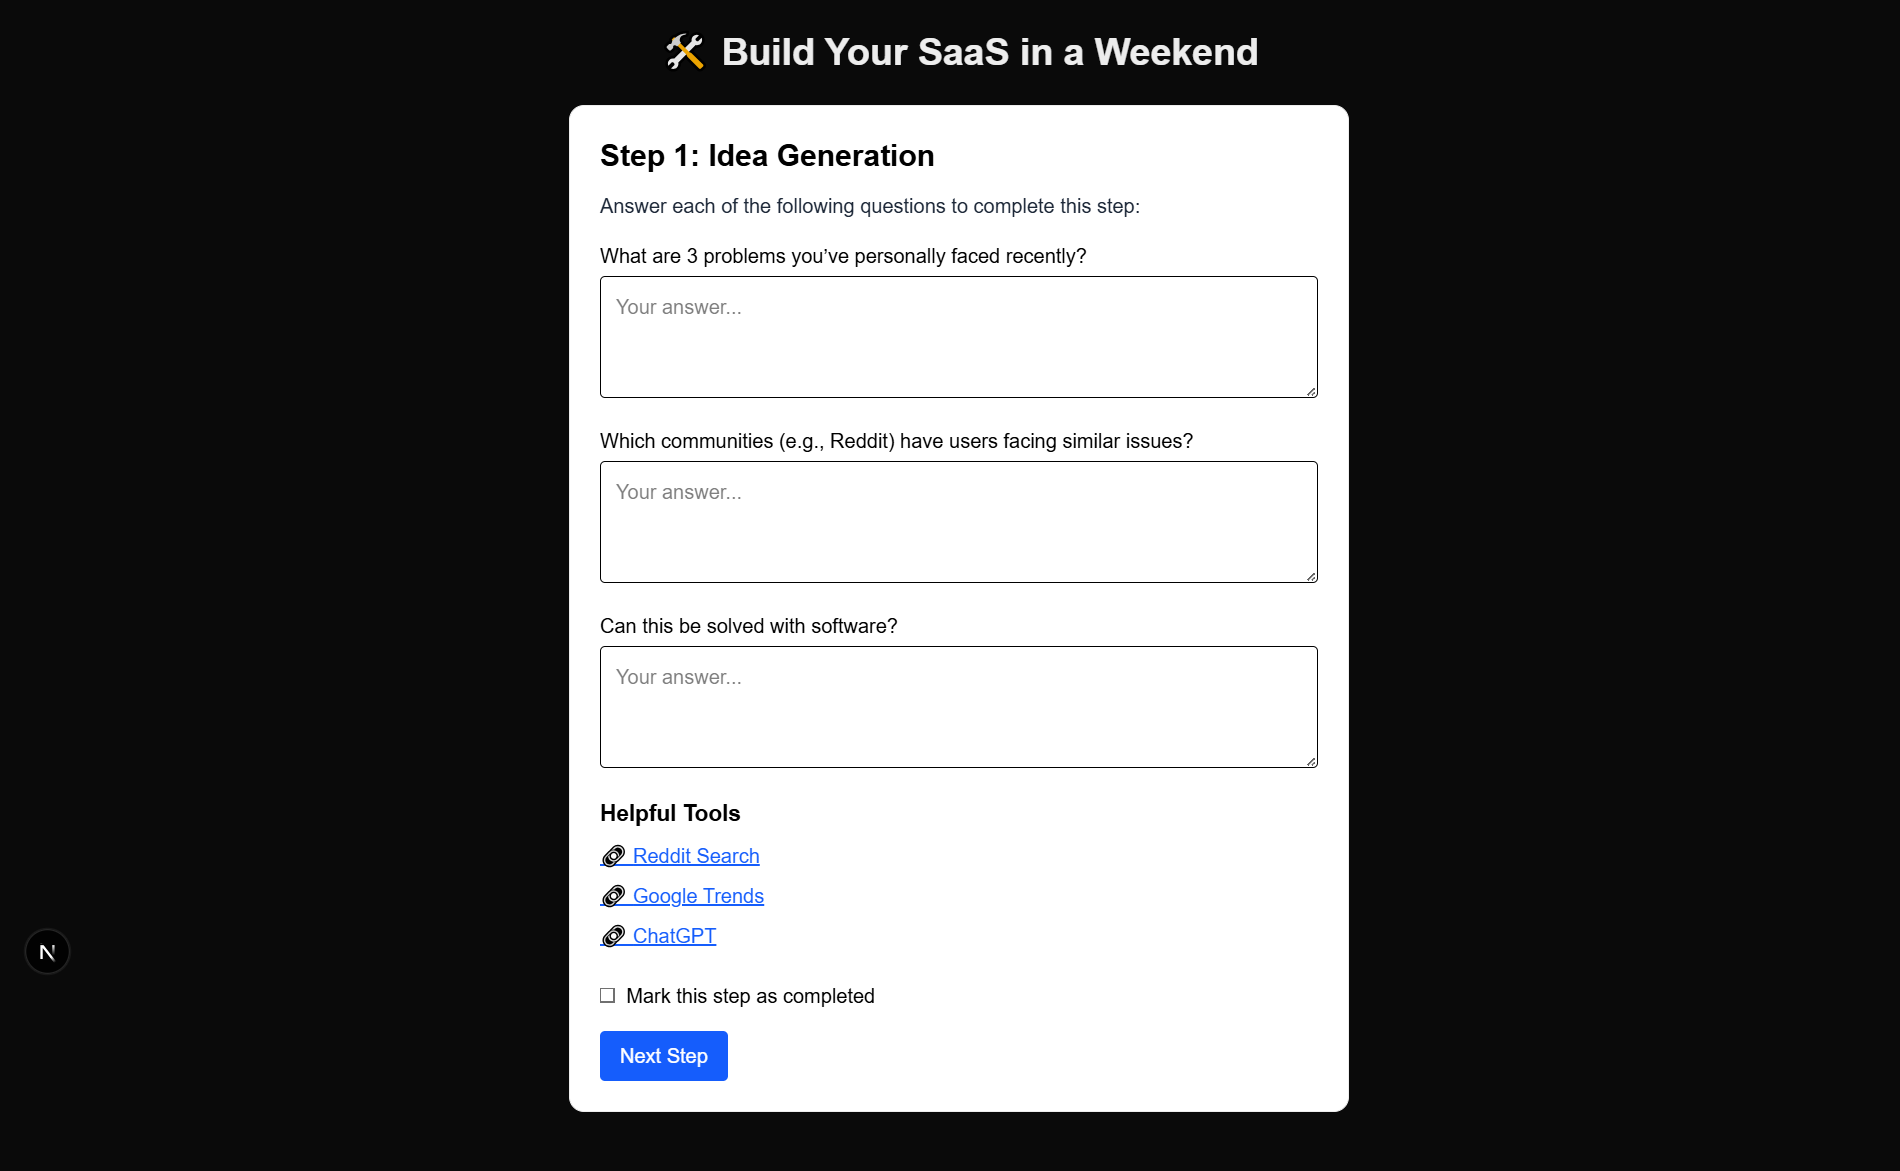 🛠️ Build Your SaaS in a Weekend
Step 1: Idea Generation
Answer each of the following questions to complete this step:
What are 3 problems you’ve personally faced recently?
Your answer...
Which communities (e.g., Reddit) have users facing similar issues?
Your answer...
Can this be solved with software?
Your answer...
Helpful Tools
🔗 Reddit Search
🔗 Google Trends
🔗 ChatGPT
N
Mark this step as completed
Next Step